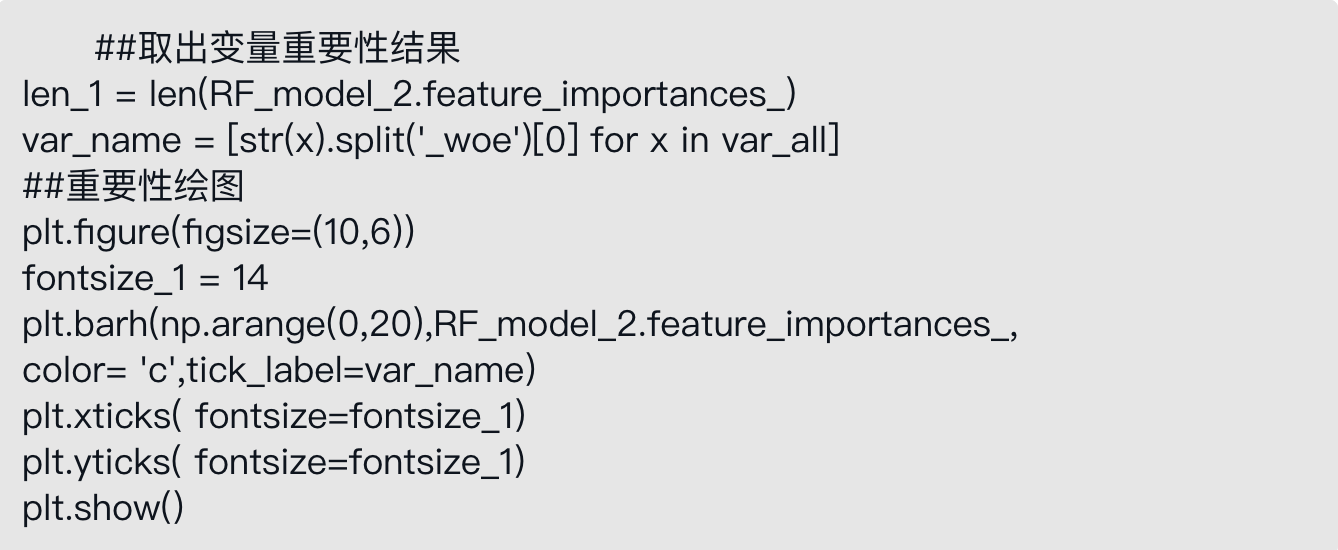 ##取出变量重要性结果
len_1 = len(RF_model_2.feature_importances_)
var_name = [str(x).split('_woe')[0] for x in var_all]
##重要性绘图
plt.figure(figsize=(10,6))
fontsize_1 = 14
plt.barh(np.arange(0,20),RF_model_2.feature_importances_,
color= 'c',tick_label=var_name)
plt.xticks( fontsize=fontsize_1)
plt.yticks( fontsize=fontsize_1)
plt.show()